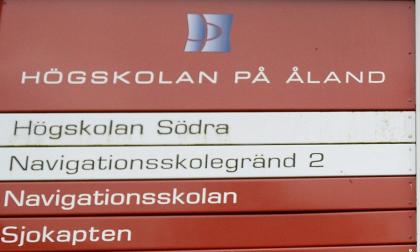 HÖGSKOLAN PÅ ÅLAND
Högskolan Södra
Navigationsskolegränd 2
Navigationsskolan
Sjokapten